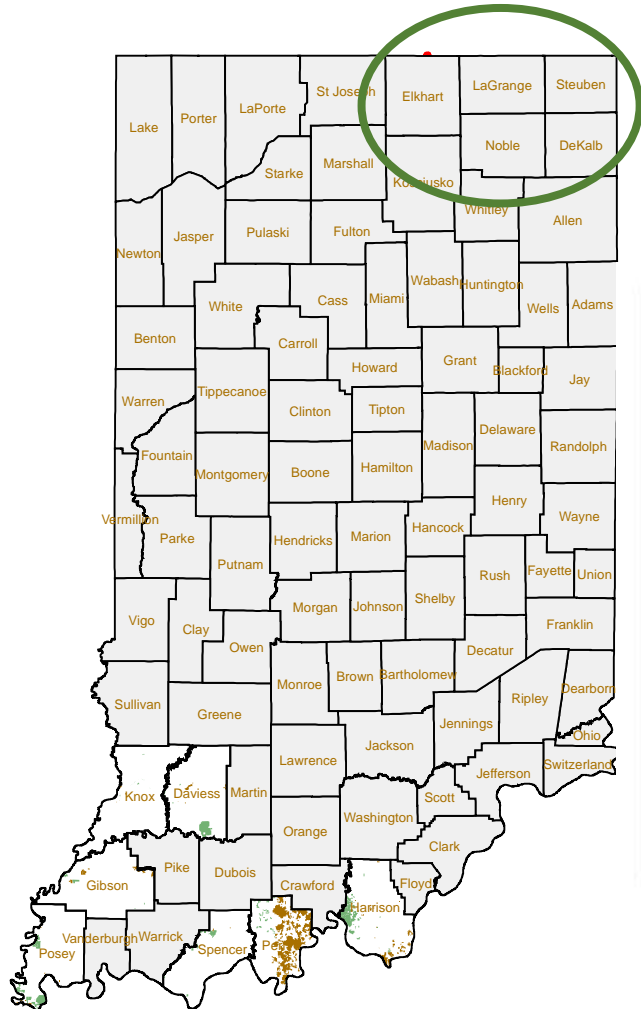 St Joseph
Elkhart
LaGrange
Steuben
Lake
Porter
LaPorte
Noble
DeKalb
Starke
Marshall
Kosciusko
Whitley
Allen
Newton
Jasper
Pulaski
Fulton
White
Cass
Miami
Wabash
Huntington
Wells
Adams
Benton
Carroll
Howard
Grant
Blackford
Jay
Warren
Tippecanoe
Clinton
Tipton
Madison
Delaware
Randolph
Fountain
Montgomery
Boone
Hamilton
Henry
Wayne
Vermillion
Parke
Putnam
Hendricks
Marion
Hancock
Rush
Fayette
Union
Vigo
Clay
Owen
Morgan
Johnson
Shelby
Decatur
Franklin
Sullivan
Greene
Monroe
Brown
Bartholomew
Jennings
Ripley
Dearborn
Ohio
Switzerland
Knox
Daviess
Martin
Lawrence
Jackson
Jefferson
Orange
Washington
Scott
Clark
Gibson
Pike
Dubois
Crawford
Harrison
Floyd
Posey
Vanderburgh
Warrick
Spencer